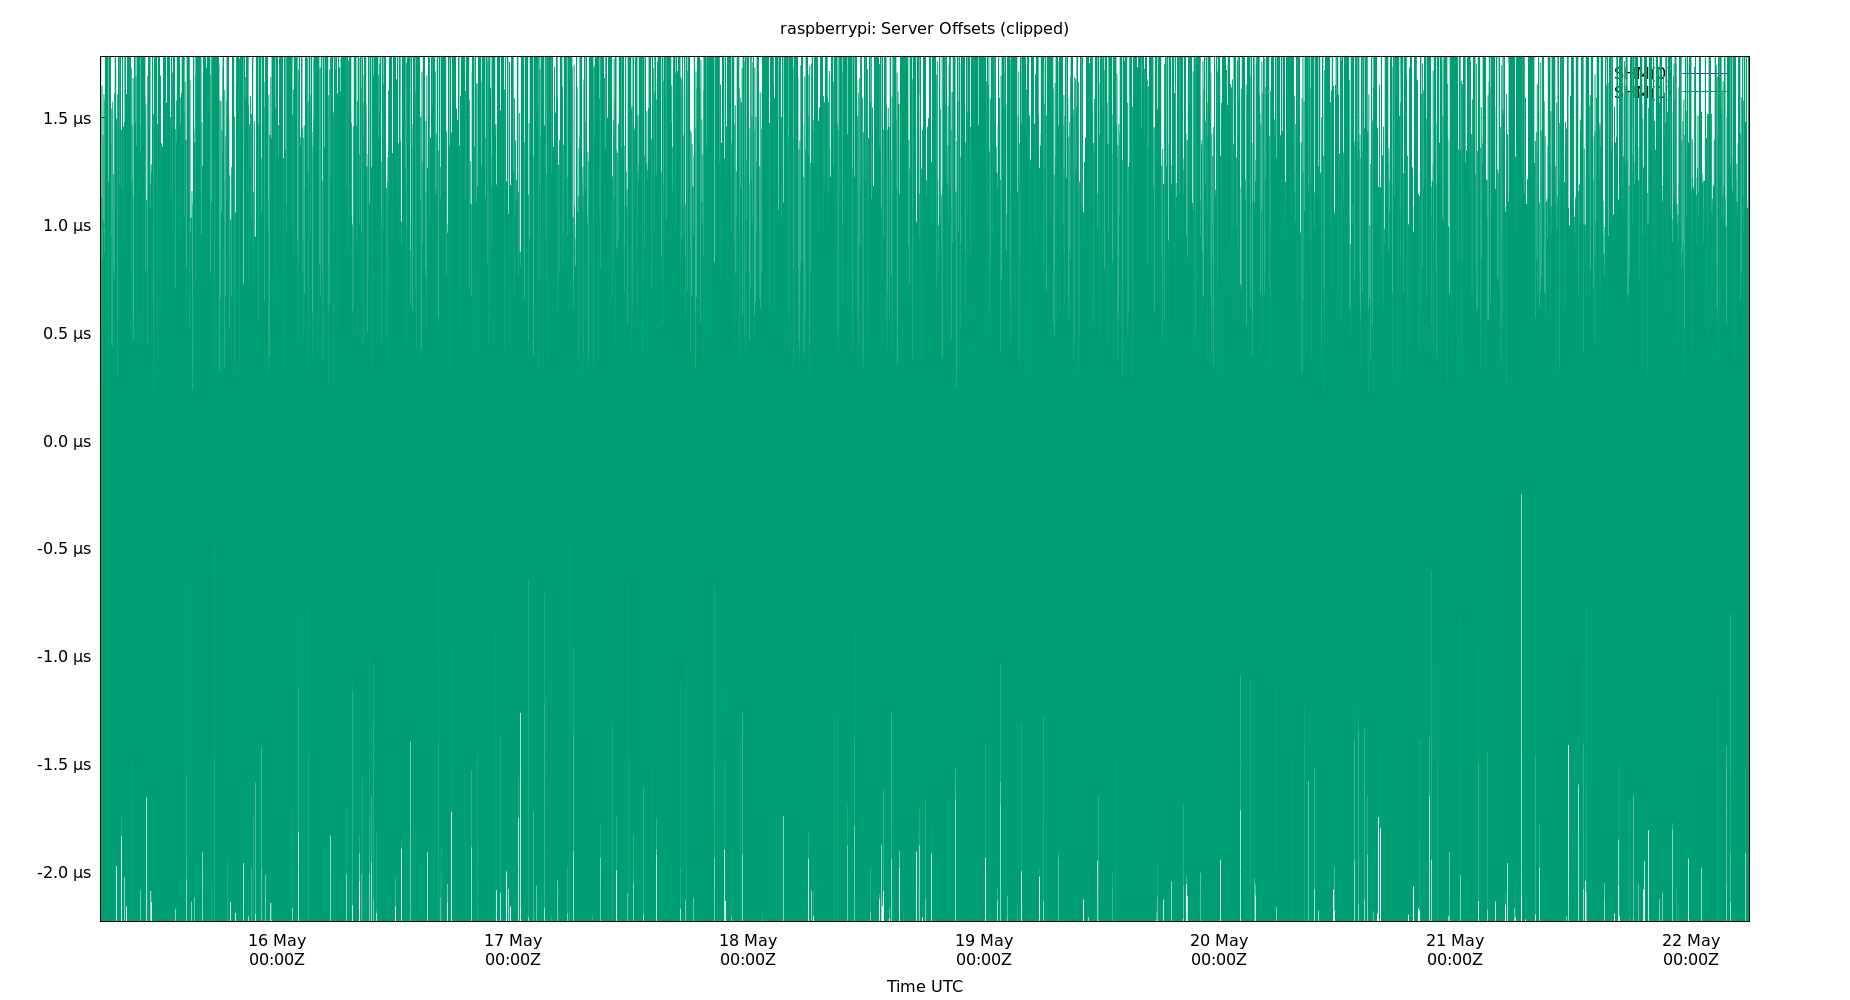 raspberrypi: Server Offsets (clipped)
SHM(0)
1.5 µs
1.0 µs
0.5 µs
0.0 µs
-0.5 µs
-1.0 µs
-1.5 µs
-2.0 µs
16 May 17 May 18 May 19 May 20 May 21 May 22 May
00:00Z 00:00Z 00:00Z 00:00Z 00:00Z 00:00Z 00:00Z
Time UTC